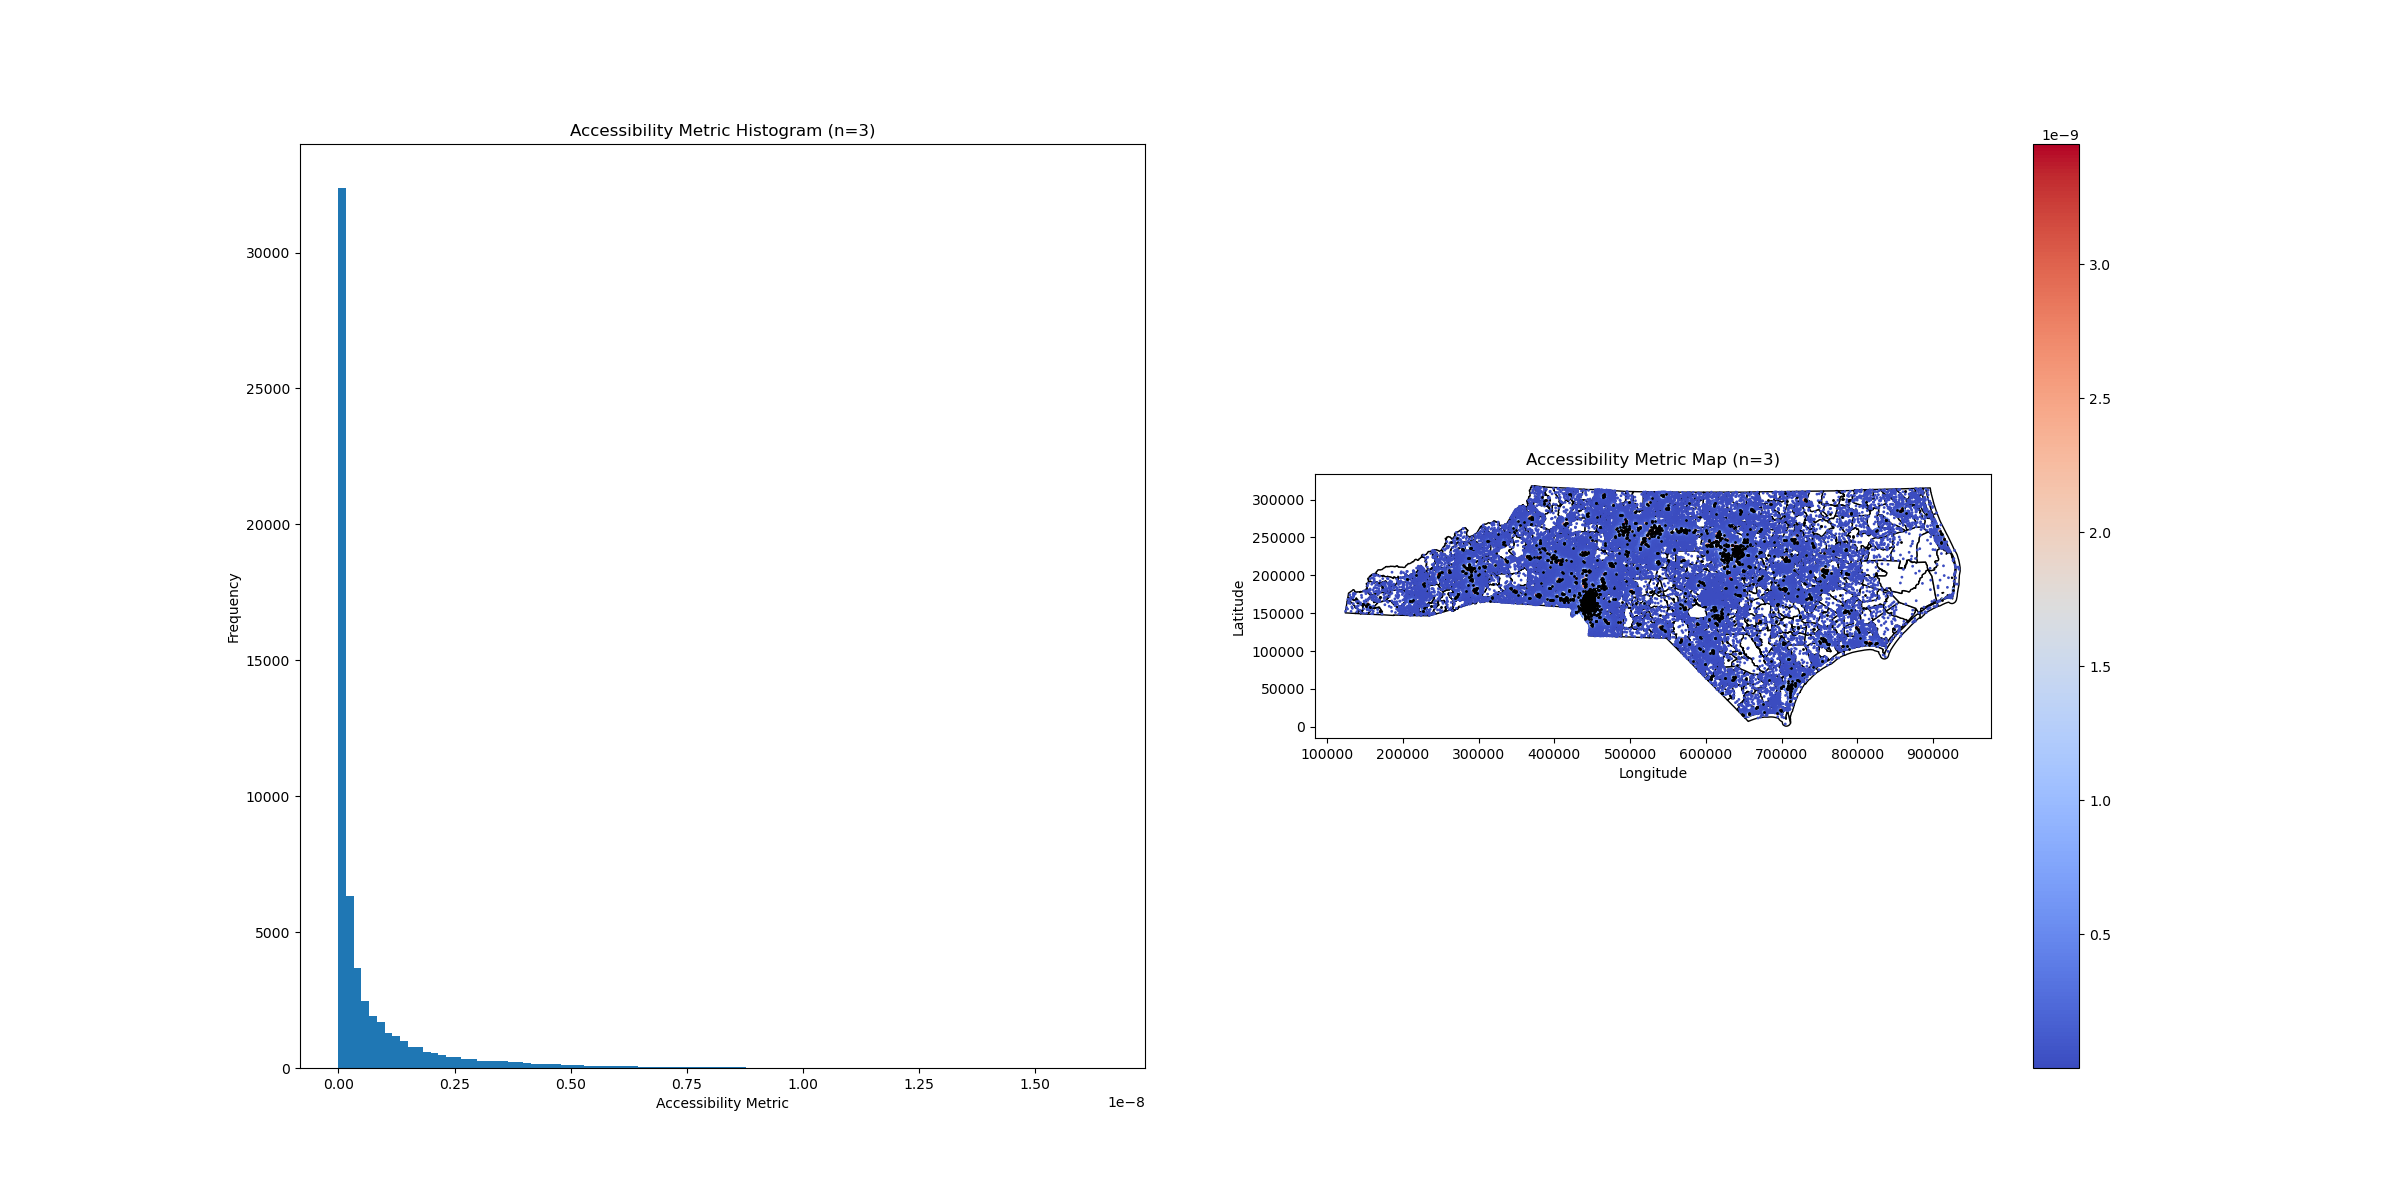 Accessibility Metric Histogram (n=3)
30000
25000
20000
15000
10000
5000
0
Frequency
0.00 0.25 0.50 0.75 1.00 1.25 1.50
Accessibility Metric
1e−8
Accessibility Metric Map (n=3)
300000
250000
200000
150000
100000
50000
0
Latitude
100000 200000 300000 400000 500000 600000 700000 800000 900000
Longitude
1e−9
3.0
2.5
2.0
1.5
1.0
0.5